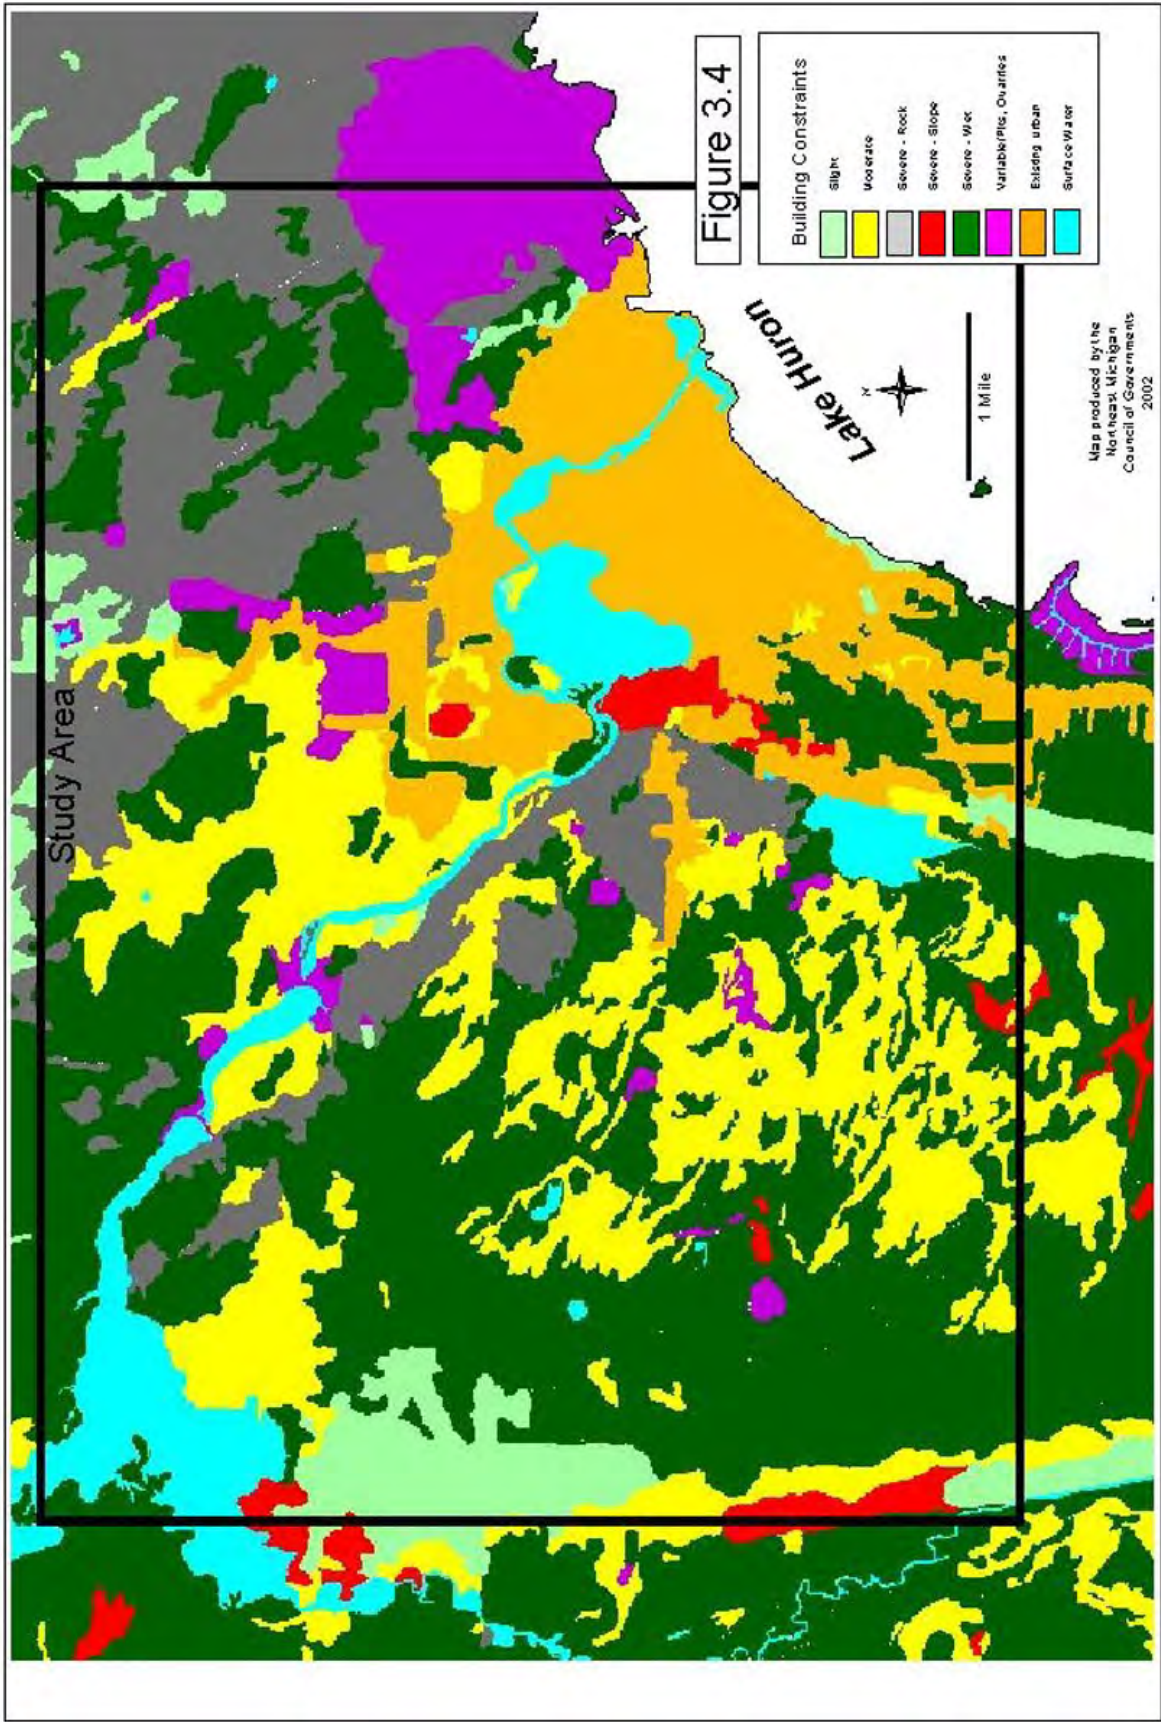 Study Area
Figure 3.4
Building Constraints
Slight
Moderate
Severe - Rock
Severe - Slope
Severe - Wet
Variable/Pits, Quarries
Existing urban
Surface Water
Lake Huron
N
1 Mile
Map produced by the
Northeast Michigan
Council of Governments
2002